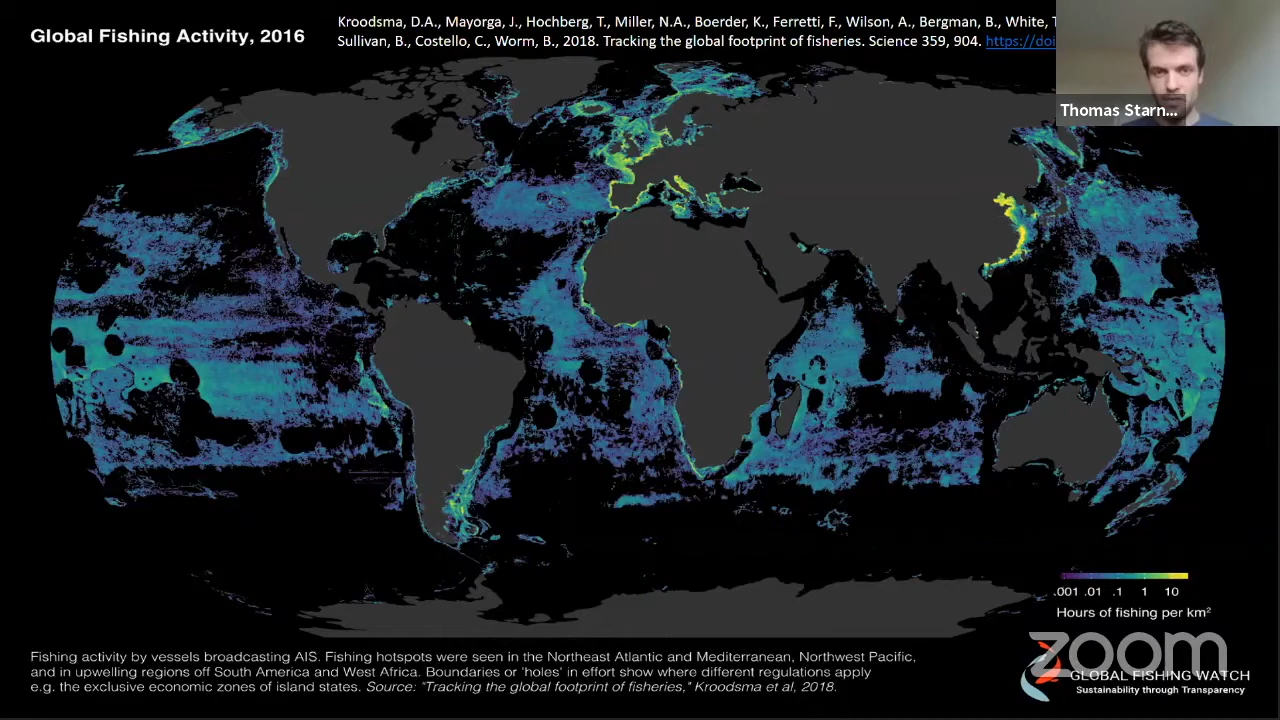 Global Fishing Activity, 2016
Kroodsma, D.A., Mayorga, J., Hochberg, T., Miller, N.A., Boerder, K., Ferretti, F., Wilson, A., Bergman, B., White, T
Sullivan, B., Costello, C., Worm, B., 2018. Tracking the global footprint of fisheries. Science 359, 904. https://doi
Thomas Starn...
.001 .01 .1 1 10
Hours of fishing per km²
Fishing activity by vessels broadcasting AIS. Fishing hotspots were seen in the Northeast Atlantic and Mediterranean, Northwest Pacific,
and in upwelling regions off South America and West Africa. Boundaries or 'holes' in effort show where different regulations apply
e.g. the exclusive economic zones of island states. Source: "Tracking the global footprint of fisheries," Kroodsma et al, 2018.
zoom
GLOBAL FISHING WATCH
Sustainability through Transparency